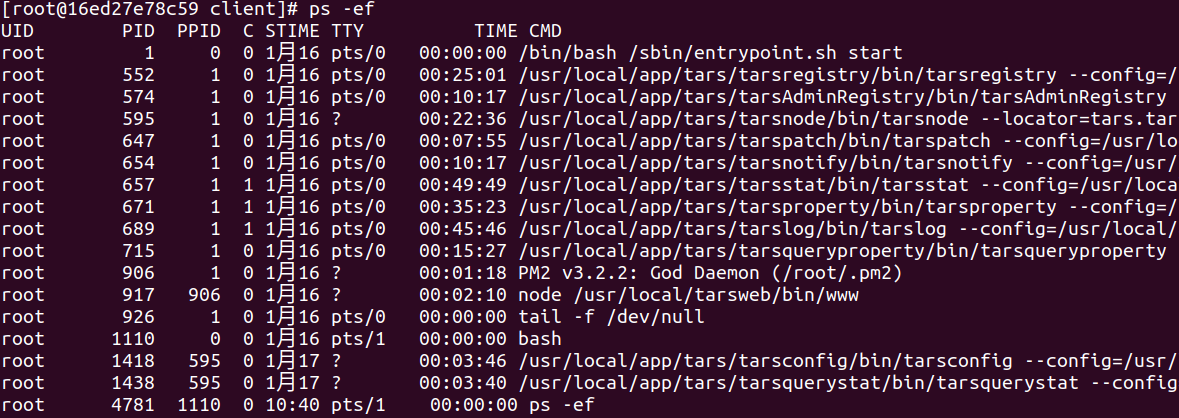 [root@16ed27e78c59 client]# ps -ef
UID        PID  PPID  C STIME TTY          TIME CMD
root         1     0  0 1月16 pts/0    00:00:00 /bin/bash /sbin/entrypoint.sh start
root       552     1  0 1月16 pts/0    00:25:01 /usr/local/app/tars/tarsregistry/bin/tarsregistry --config=/
root       574     1  0 1月16 pts/0    00:10:17 /usr/local/app/tars/tarsAdminRegistry/bin/tarsAdminRegistry
root       595     1  0 1月16 ?        00:22:36 /usr/local/app/tars/tarsnode/bin/tarsnode --locator=tars.tar
root       647     1  0 1月16 pts/0    00:07:55 /usr/local/app/tars/tarspatch/bin/tarspatch --config=/usr/lo
root       654     1  0 1月16 pts/0    00:10:17 /usr/local/app/tars/tarsnotify/bin/tarsnotify --config=/usr/
root       657     1  1 1月16 pts/0    00:49:49 /usr/local/app/tars/tarsstat/bin/tarsstat --config=/usr/loca
root       671     1  1 1月16 pts/0    00:35:23 /usr/local/app/tars/tarsproperty/bin/tarsproperty --config=/
root       689     1  1 1月16 pts/0    00:45:46 /usr/local/app/tars/tarslog/bin/tarslog --config=/usr/local/
root       715     1  0 1月16 pts/0    00:15:27 /usr/local/app/tars/tarsqueryproperty/bin/tarsqueryproperty
root       906     1  0 1月16 ?        00:01:18 PM2 v3.2.2: God Daemon (/root/.pm2)
root       917   906  0 1月16 ?        00:02:10 node /usr/local/tarsweb/bin/www
root       926     1  0 1月16 pts/0    00:00:00 tail -f /dev/null
root      1110     0  0 1月16 pts/1    00:00:00 bash
root      1418   595  0 1月17 ?        00:03:46 /usr/local/app/tars/tarsconfig/bin/tarsconfig --config=/usr/
root      1438   595  0 1月17 ?        00:03:40 /usr/local/app/tars/tarsquerystat/bin/tarsquerystat --config
root      4781  1110  0 10:40 pts/1    00:00:00 ps -ef